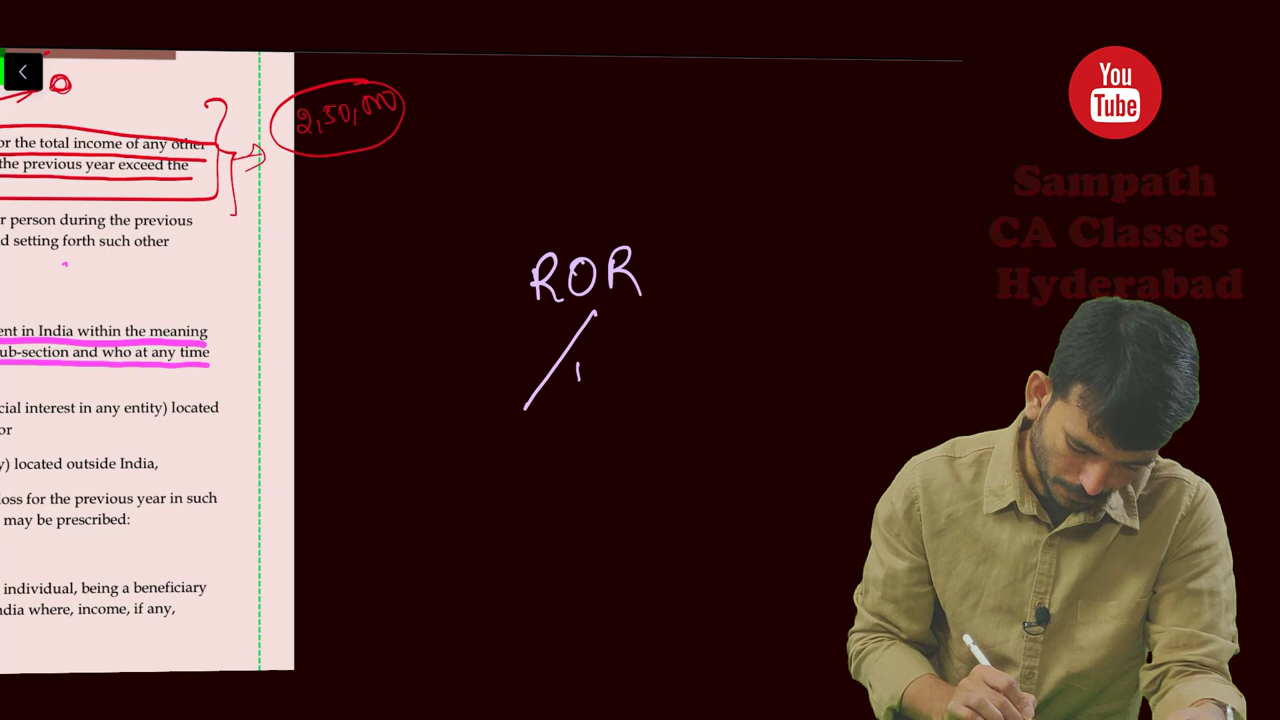 2,50,000
or the total income of any other
the previous year exceed the
r person during the previous
d setting forth such other
ent in India within the meaning
ub-section and who at any time
cial interest in any entity) located
or
y) located outside India,
loss for the previous year in such
may be prescribed:
individual, being a beneficiary
ndia where, income, if any,
ROR
You
Tube
Sampath
CA Classes
Hyderabad